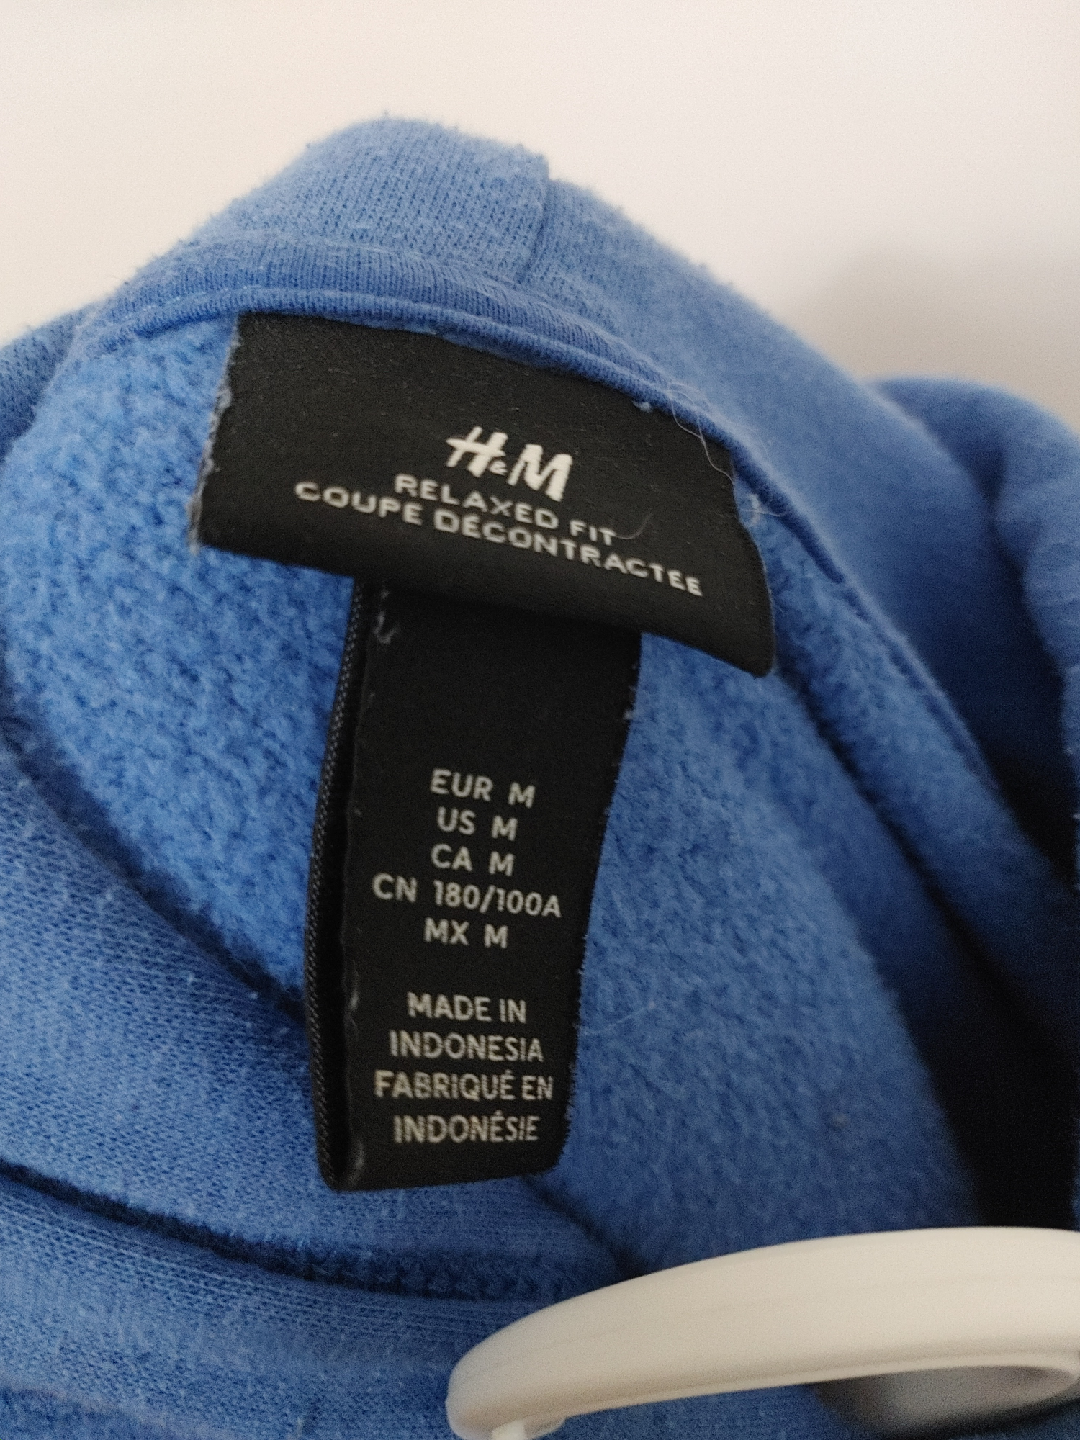 H&M
RELAXED FIT
COUPE DÉCONTRACTÉE
EUR M
US M
CA M
CN 180/100A
MX M
MADE IN
INDONESIA
FABRIQUÉ EN
INDONÉSIE